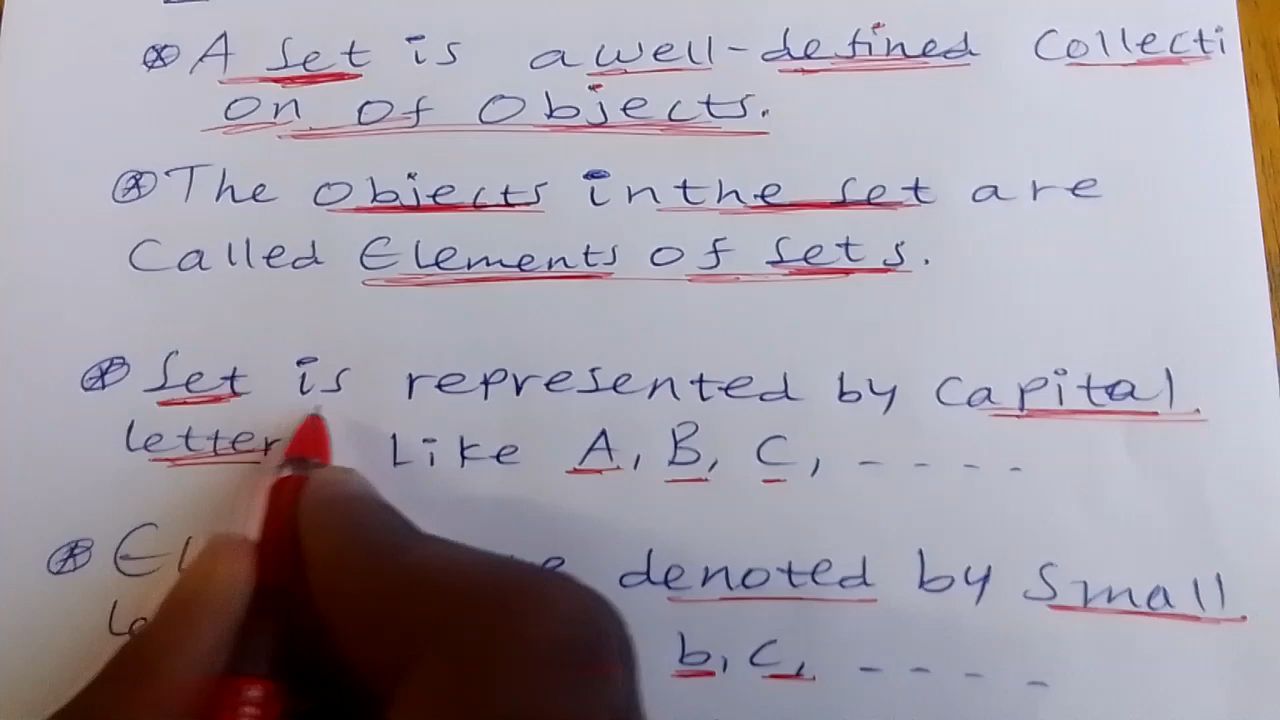 A Set is a well-defined Collecti
on of Objects.
The Objects in the Set are
Called Elements of Sets.
Set is represented by Capital
letter Like A, B, C, ----
denoted by Small
b, c, ----